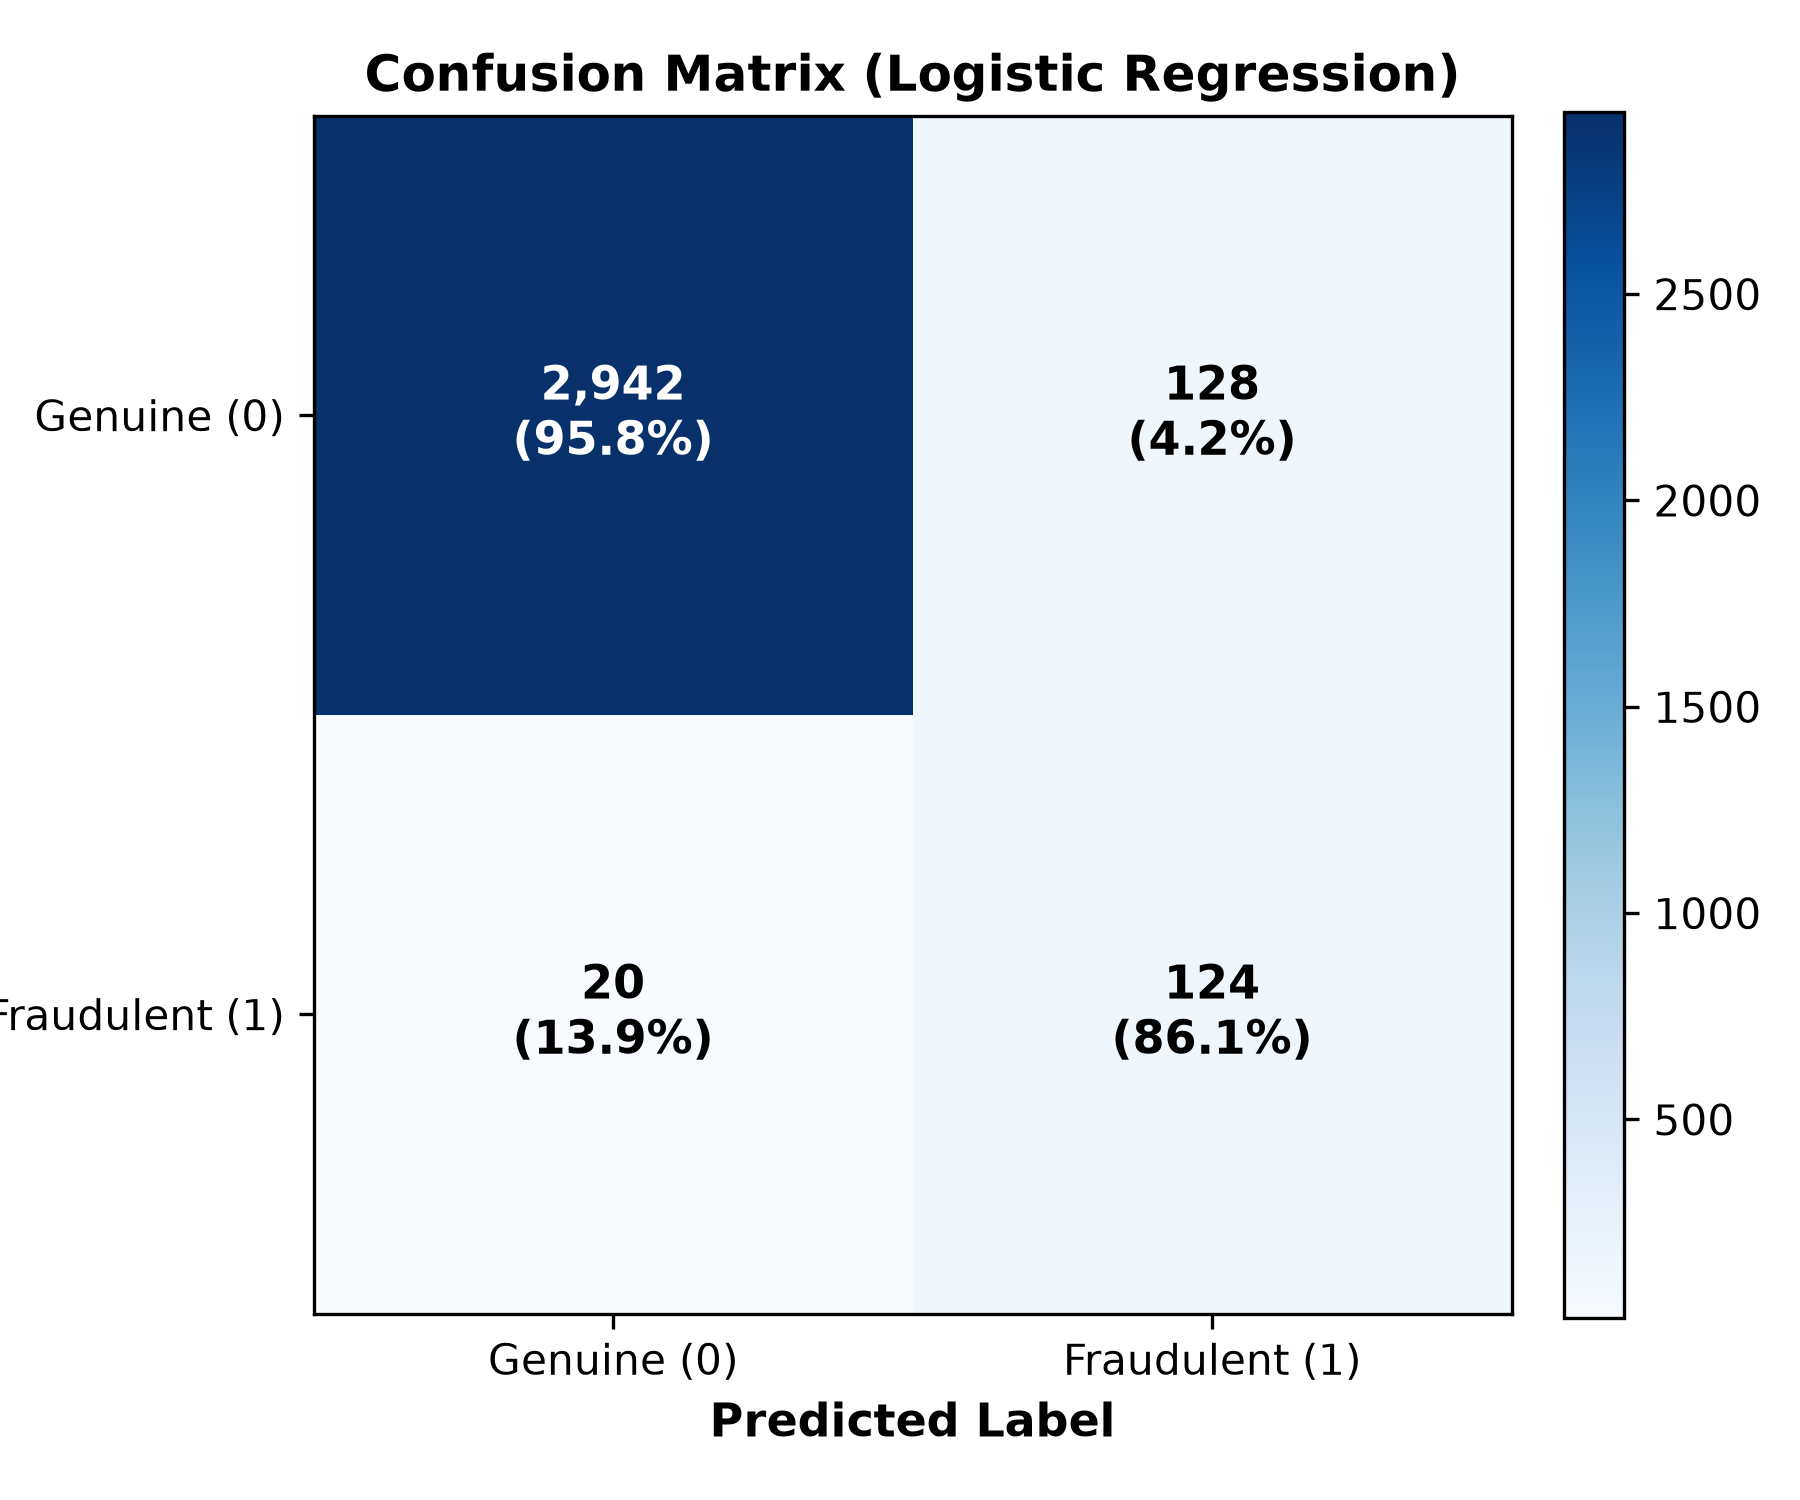 Confusion Matrix (Logistic Regression)
Genuine (0)
2,942
(95.8%)
128
(4.2%)
Fraudulent (1)
20
(13.9%)
124
(86.1%)
Genuine (0)
Fraudulent (1)
Predicted Label
2500
2000
1500
1000
500